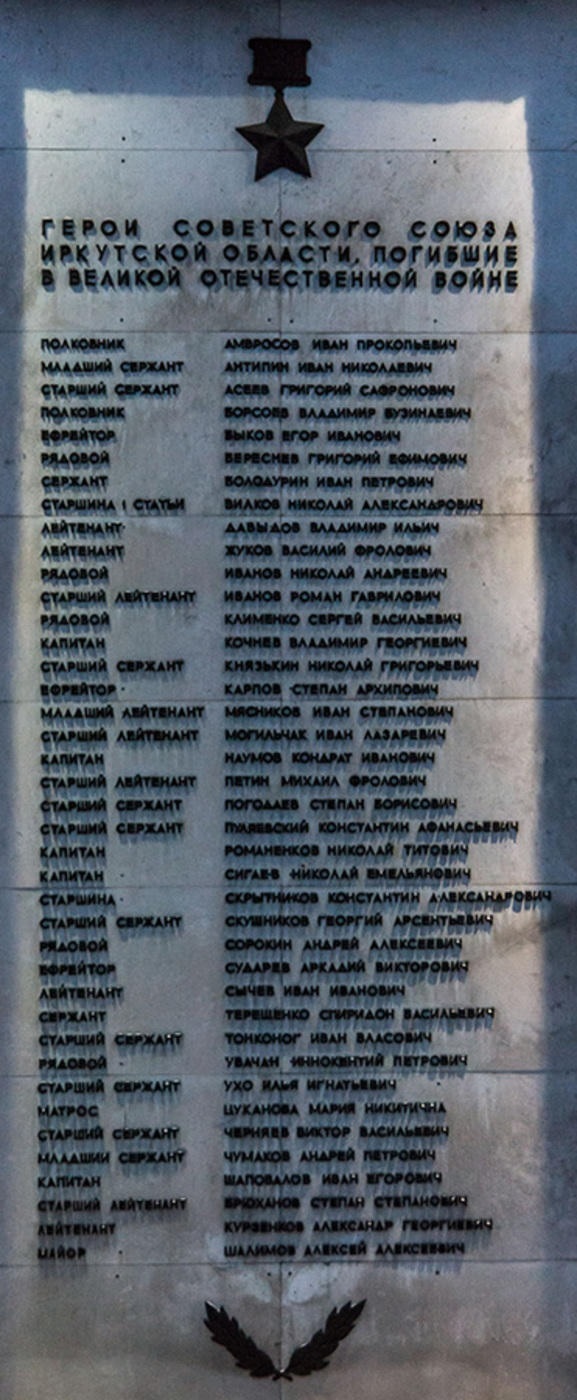 ГЕРОИ СОВЕТСКОГО СОЮЗА
ИРКУТСКОЙ ОБЛАСТИ, ПОГИБШИЕ
В ВЕЛИКОЙ ОТЕЧЕСТВЕННОЙ ВОЙНЕ
ПОЛКОВНИК АМВРОСОВ ИВАН ПРОКОПЬЕВИЧ
МЛАДШИЙ СЕРЖАНТ АНТИПИН ИВАН НИКОЛАЕВИЧ
СТАРШИЙ СЕРЖАНТ АСЕЕВ ГРИГОРИЙ САФРОНОВИЧ
ПОЛКОВНИК БОРСОЕВ ВЛАДИМИР БУЗИНАЕВИЧ
ЕФРЕЙТОР БЫКОВ ЕГОР ИВАНОВИЧ
РЯДОВОЙ ВЕРЕСНЕВ ГРИГОРИЙ ЕФИМОВИЧ
СЕРЖАНТ ВОЛОДУРИН ИВАН ПЕТРОВИЧ
СТАРШИНА 1 СТАТЬИ ВИЛКОВ НИКОЛАЙ АЛЕКСАНДРОВИЧ
ЛЕЙТЕНАНТ ДАВЫДОВ ВЛАДИМИР ИЛЬИЧ
ЛЕЙТЕНАНТ ЖУКОВ ВАСИЛИЙ ФРОЛОВИЧ
РЯДОВОЙ ИВАНОВ НИКОЛАЙ АНДРЕЕВИЧ
СТАРШИЙ ЛЕЙТЕНАНТ ИВАНОВ РОМАН ГАВРИЛОВИЧ
РЯДОВОЙ КЛИМЕНКО СЕРГЕЙ ВАСИЛЬЕВИЧ
КАПИТАН КОЧНЕВ ВЛАДИМИР ГЕОРГИЕВИЧ
СТАРШИЙ СЕРЖАНТ КНЯЗЬКИН НИКОЛАЙ ГРИГОРЬЕВИЧ
ЕФРЕЙТОР КАРПОВ СТЕПАН АРХИПОВИЧ
МЛАДШИЙ ЛЕЙТЕНАНТ МЯСНИКОВ ИВАН СТЕПАНОВИЧ
СТАРШИЙ ЛЕЙТЕНАНТ МОГИЛЬЧАК ИВАН ЛАЗАРЕВИЧ
КАПИТАН НАУМОВ КОНДРАТ ИВАНОВИЧ
СТАРШИЙ ЛЕЙТЕНАНТ ПЕТИН МИХАИЛ ФРОЛОВИЧ
СТАРШИЙ СЕРЖАНТ ПОГОДАЕВ СТЕПАН БОРИСОВИЧ
СТАРШИЙ СЕРЖАНТ ПУЛЯЕВСКИЙ КОНСТАНТИН АФАНАСЬЕВИЧ
КАПИТАН РОМАНЕНКОВ НИКОЛАЙ ТИТОВИЧ
КАПИТАН СИГАЕВ НИКОЛАЙ ЕМЕЛЬЯНОВИЧ
СТАРШИНА СКРЫТНИКОВ КОНСТАНТИН АЛЕКСАНДРОВИЧ
СТАРШИЙ СЕРЖАНТ СКУШНИКОВ ГЕОРГИЙ АРСЕНТЬЕВИЧ
РЯДОВОЙ СОРОКИН АНДРЕЙ АЛЕКСЕЕВИЧ
ЕФРЕЙТОР СУДАРЕВ АРКАДИЙ ВИКТОРОВИЧ
ЛЕЙТЕНАНТ СЫЧЕВ ИВАН ИВАНОВИЧ
СЕРЖАНТ ТЕРЕЩЕНКО СПИРИДОН ВАСИЛЬЕВИЧ
СТАРШИЙ СЕРЖАНТ ТОНКОНОГ ИВАН ВЛАСОВИЧ
РЯДОВОЙ УВАЧАН ИННОКЕНТИЙ ПЕТРОВИЧ
СТАРШИЙ СЕРЖАНТ УХО ИЛЬЯ ИГНАТЬЕВИЧ
МАТРОС ЦУКАНОВА МАРИЯ НИКИТИЧНА
СТАРШИЙ СЕРЖАНТ ЧЕРНЯЕВ ВИКТОР ВАСИЛЬЕВИЧ
МЛАДШИЙ СЕРЖАНТ ЧУМАКОВ АНДРЕЙ ПЕТРОВИЧ
КАПИТАН ШАПОВАЛОВ ИВАН ЕГОРОВИЧ
СТАРШИЙ ЛЕЙТЕНАНТ БРЮХАНОВ СТЕПАН СТЕПАНОВИЧ
ЛЕЙТЕНАНТ КУРЗЕНКОВ АЛЕКСАНДР ГЕОРГИЕВИЧ
МАЙОР ШАЛИМОВ АЛЕКСЕЙ АЛЕКСЕЕВИЧ